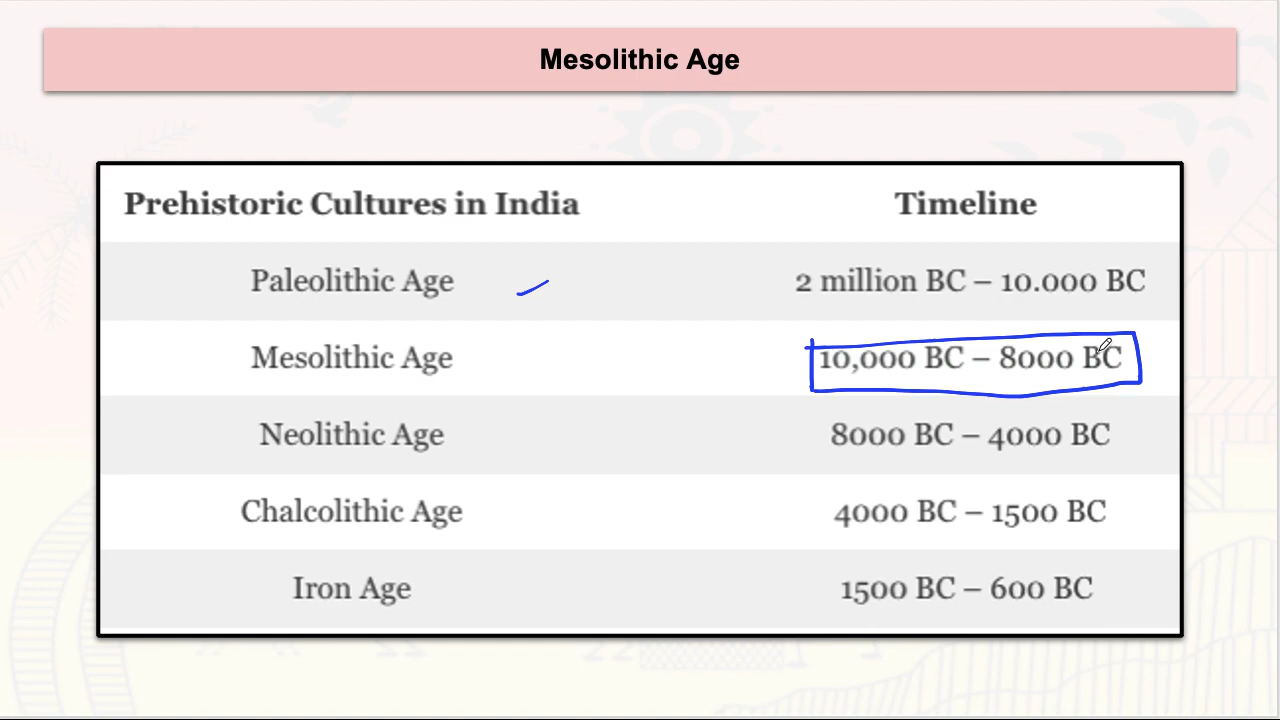 Mesolithic Age
Prehistoric Cultures in India Timeline
Paleolithic Age 2 million BC – 10.000 BC
Mesolithic Age 10,000 BC – 8000 BC
Neolithic Age 8000 BC – 4000 BC
Chalcolithic Age 4000 BC – 1500 BC
Iron Age 1500 BC – 600 BC